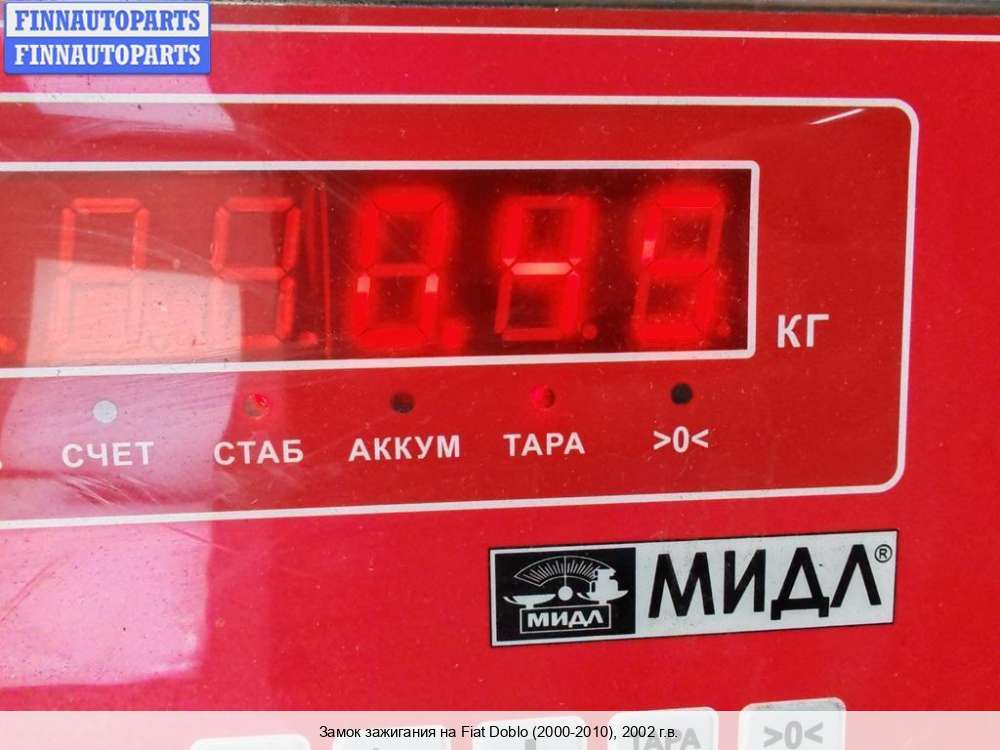 FINNAUTOPARTS
FINNAUTOPARTS
КГ
СЧЕТ СТАБ АККУМ ТАРА >0<
МИДЛ МИДЛ®
ТАРА >0<
Замок зажигания на Fiat Doblo (2000-2010), 2002 г.в.